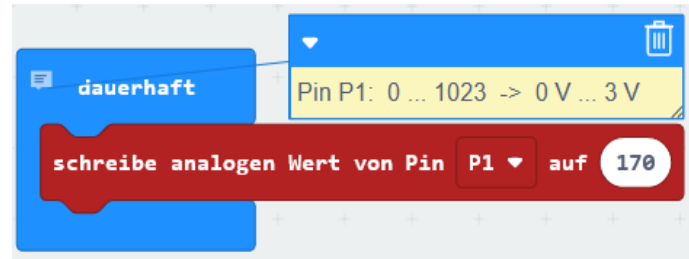 dauerhaft
Pin P1: 0 ... 1023 -> 0 V ... 3 V
schreibe analogen Wert von Pin P1 auf 170